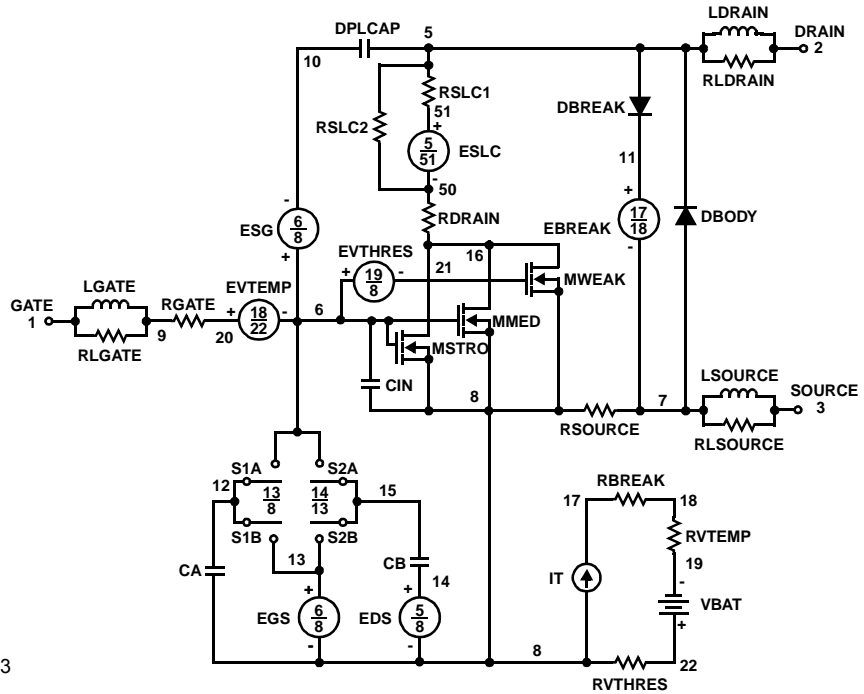 LDRAIN
DPLCAP 5 DRAIN
10 2
RLDRAIN
RSLC1
DBREAK
51
RSLC2
+
5
51
ESLC
11
-
50
-
+
RDRAIN
17
18
DBODY
6
8
ESG
EBREAK
EVTHRES
16
-
+
+ 19 - 21
8
MWEAK
LGATE EVTEMP
GATE RGATE + 18 - 6
22
MMED
1
9 20
MSTRO
RLGATE
LSOURCE
CIN
8 7 SOURCE
3
RSOURCE
RLSOURCE
S1A S2A
12 13 14 15
8 13
RBREAK
17 18
S1B S2B
RVTEMP
13
CB
19
CA
14
IT
-
+ +
VBAT
6 5
8 8
EGS EDS
+
- -
8
22
RVTHRES
3